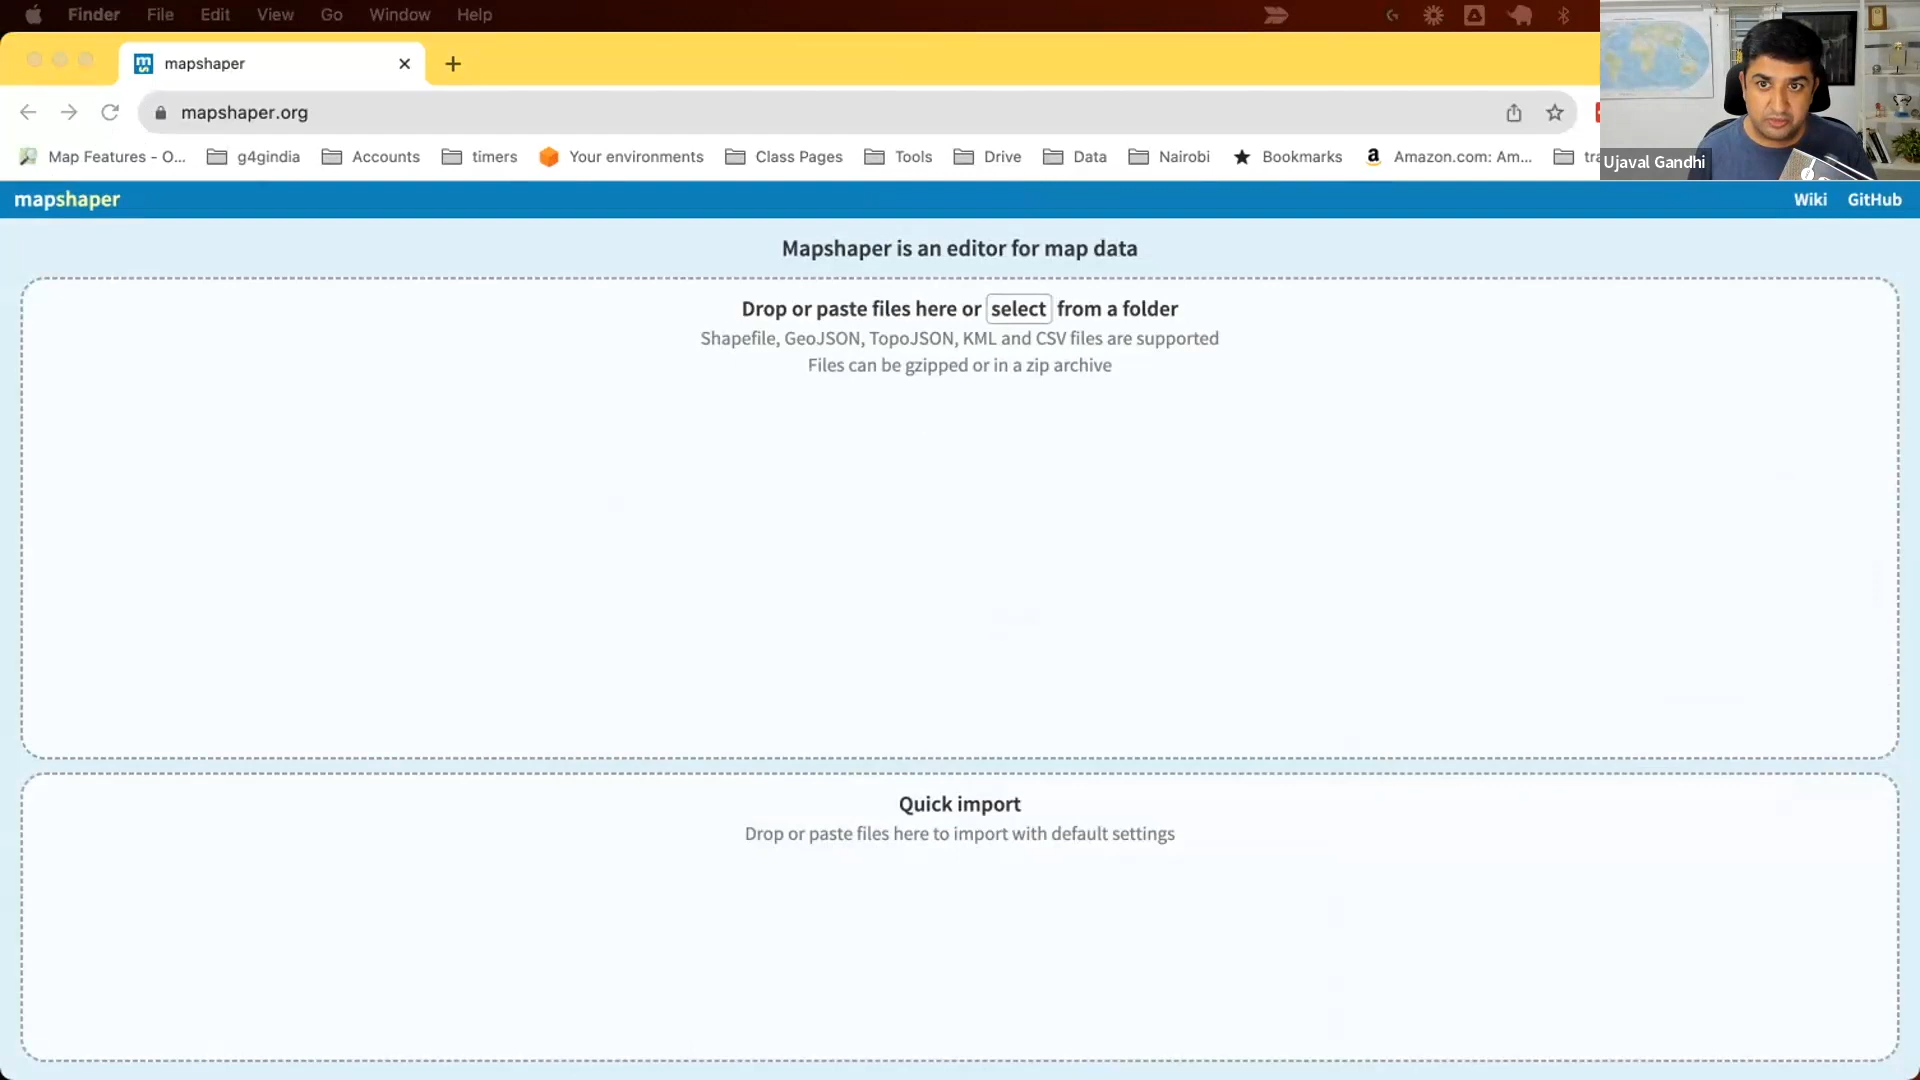 Finder File Edit View Go Window Help
mapshaper
mapshaper.org
Map Features - O... g4gindia Accounts timers Your environments Class Pages Tools Drive Data Nairobi Bookmarks Amazon.com: Am... tr
Ujaval Gandhi
mapshaper Wiki GitHub
Mapshaper is an editor for map data
Drop or paste files here or select from a folder
Shapefile, GeoJSON, TopoJSON, KML and CSV files are supported
Files can be gzipped or in a zip archive
Quick import
Drop or paste files here to import with default settings